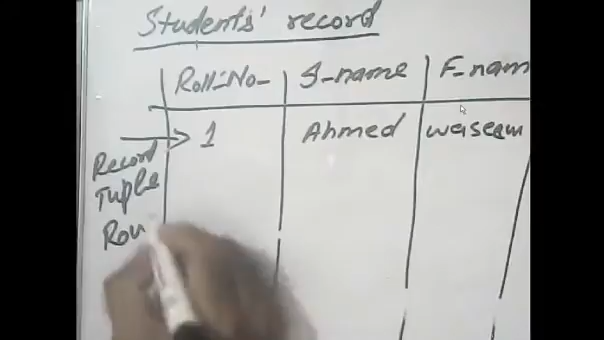 Students' record
Roll-No- S-name F-nam
1 Ahmed waseem
Record
Tuple
Row